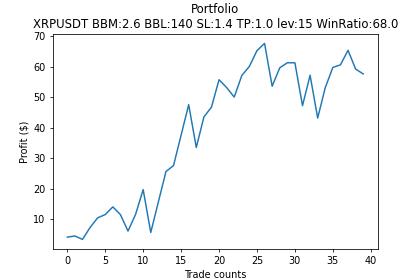 Portfolio
XRPUSDT BBM:2.6 BBL:140 SL:1.4 TP:1.0 lev:15 WinRatio:68.0
70
60
50
40
30
20
10
Profit ($)
0 5 10 15 20 25 30 35 40
Trade counts